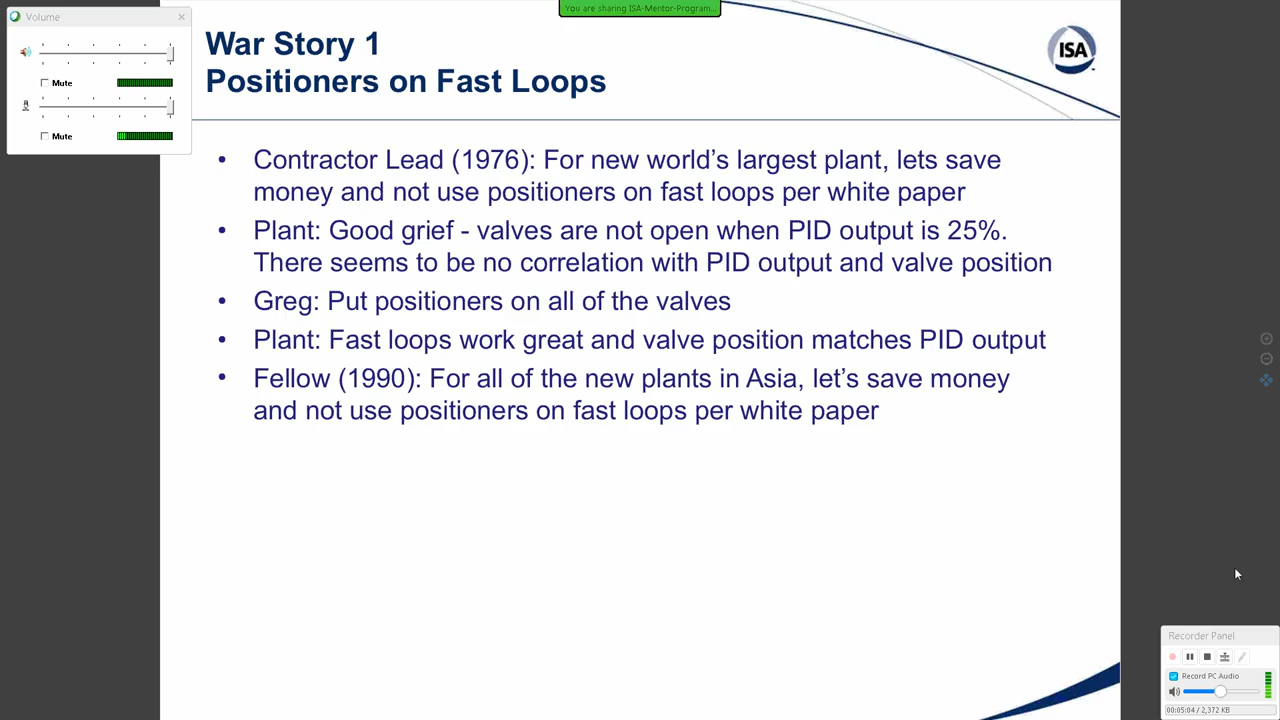 Volume
Mute
Mute
You are sharing ISA-Mentor-Program...
War Story 1
Positioners on Fast Loops
ISA
• Contractor Lead (1976): For new world's largest plant, lets save
money and not use positioners on fast loops per white paper
• Plant: Good grief - valves are not open when PID output is 25%.
There seems to be no correlation with PID output and valve position
• Greg: Put positioners on all of the valves
• Plant: Fast loops work great and valve position matches PID output
• Fellow (1990): For all of the new plants in Asia, let's save money
and not use positioners on fast loops per white paper
Recorder Panel
Record PC Audio
00:05:04 / 2,372 KB